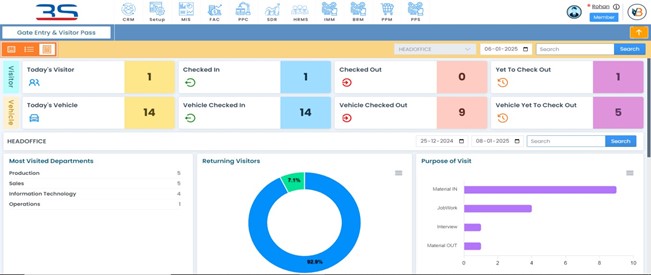 3S
CRM Setup MIS FAC PPC SDR HRMS IMM BRM PPM PPS
Rohan
Member
Gate Entry & Visitor Pass
HEADOFFICE 06-01-2025 Search Search
Visitor Today's Visitor 1 Checked In 1 Checked Out 0 Yet To Check Out 1
Vehicle Today's Vehicle 14 Vehicle Checked In 14 Vehicle Checked Out 9 Vehicle Yet To Check Out 5
HEADOFFICE 25-12-2024 08-01-2025 Search Search
Most Visited Departments
Production 5
Sales 5
Information Technology 4
Operations 1
Returning Visitors
7.1%
92.9%
Purpose of Visit
Material IN
JobWork
Interview
Material OUT
0 2 4 6 8 10